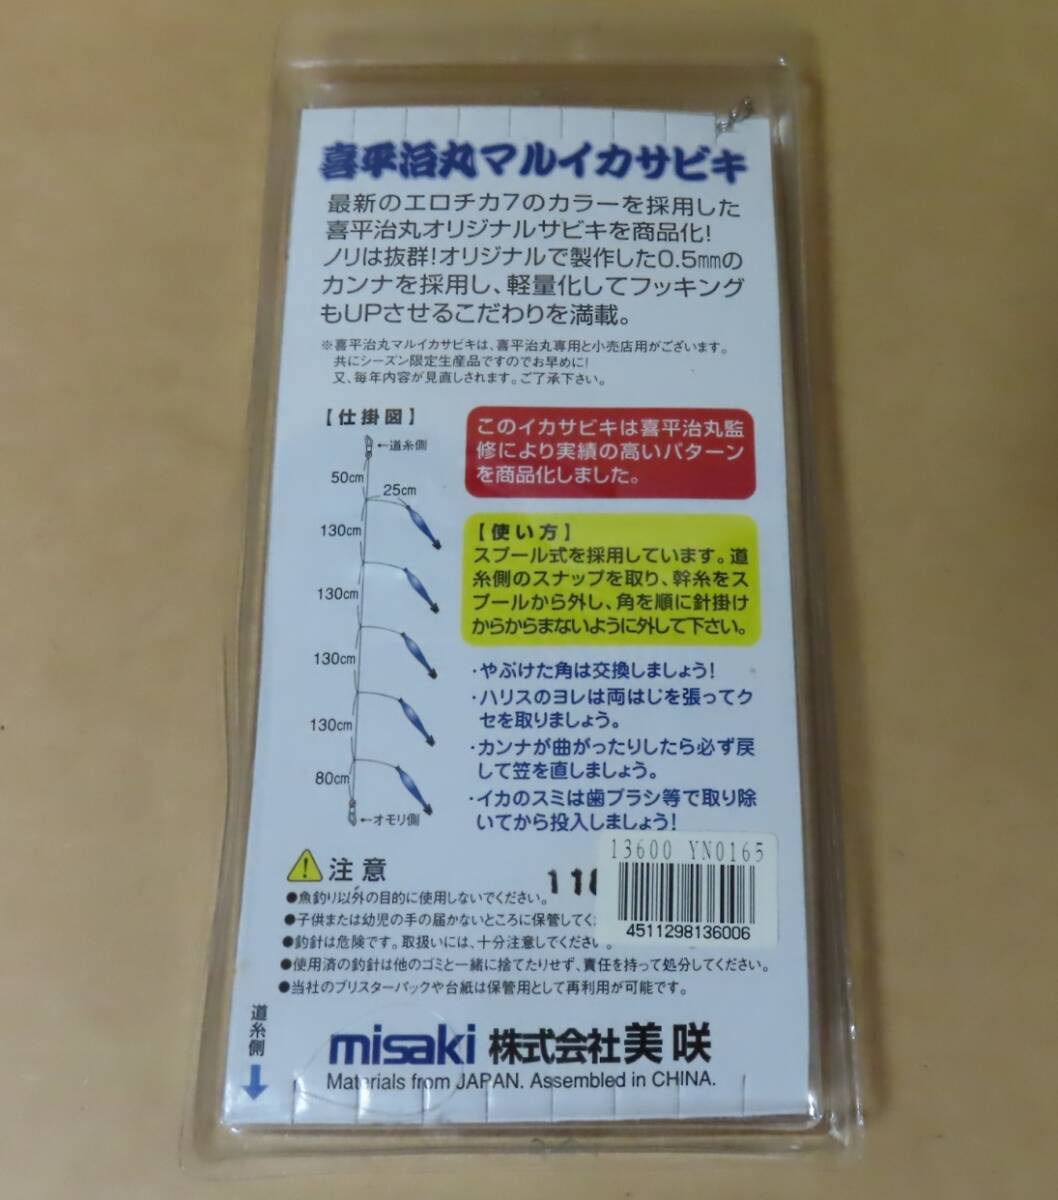 喜平治丸マルイカサビキ
最新のエロチカ7のカラーを採用した
喜平治丸オリジナルサビキを商品化!
ノリは抜群!オリジナルで製作した0.5mmの
カンナを採用し、軽量化してフッキング
もUPさせるこだわりを満載。
※喜平治丸マルイカサビキは、喜平治丸専用と小売店用がございます。
共にシーズン限定生産品ですのでお早めに!
又、毎年内容が見直しされます。ご了承下さい。
【仕掛図】
←道糸側
50cm
25cm
130cm
130cm
130cm
130cm
80cm
←オモリ側
このイカサビキは喜平治丸監
修により実績の高いパターン
を商品化しました。
【使い方】
スプール式を採用しています。道
糸側のスナップを取り、幹糸をス
プールから外し、角を順に針掛け
からからまないように外して下さい。
・やぶけた角は交換しましょう!
・ハリスのヨレは両はじを張ってク
セを取りましょう。
・カンナが曲がったりしたら必ず戻
して笠を直しましょう。
・イカのスミは歯ブラシ等で取り除
いてから投入しましょう!
注意
●魚釣り以外の目的に使用しないでください。
●子供または幼児の手の届かないところに保管してく
●釣針は危険です。取扱いには、十分注意してください。
●使用済の釣針は他のゴミと一緒に捨てたりせず、責任を持って処分してください。
●当社のブリスターパックや台紙は保管用として再利用が可能です。
11
13600 YN0165
4511298136006
道糸側
↓
misaki 株式会社美咲
Materials from JAPAN. Assembled in CHINA.